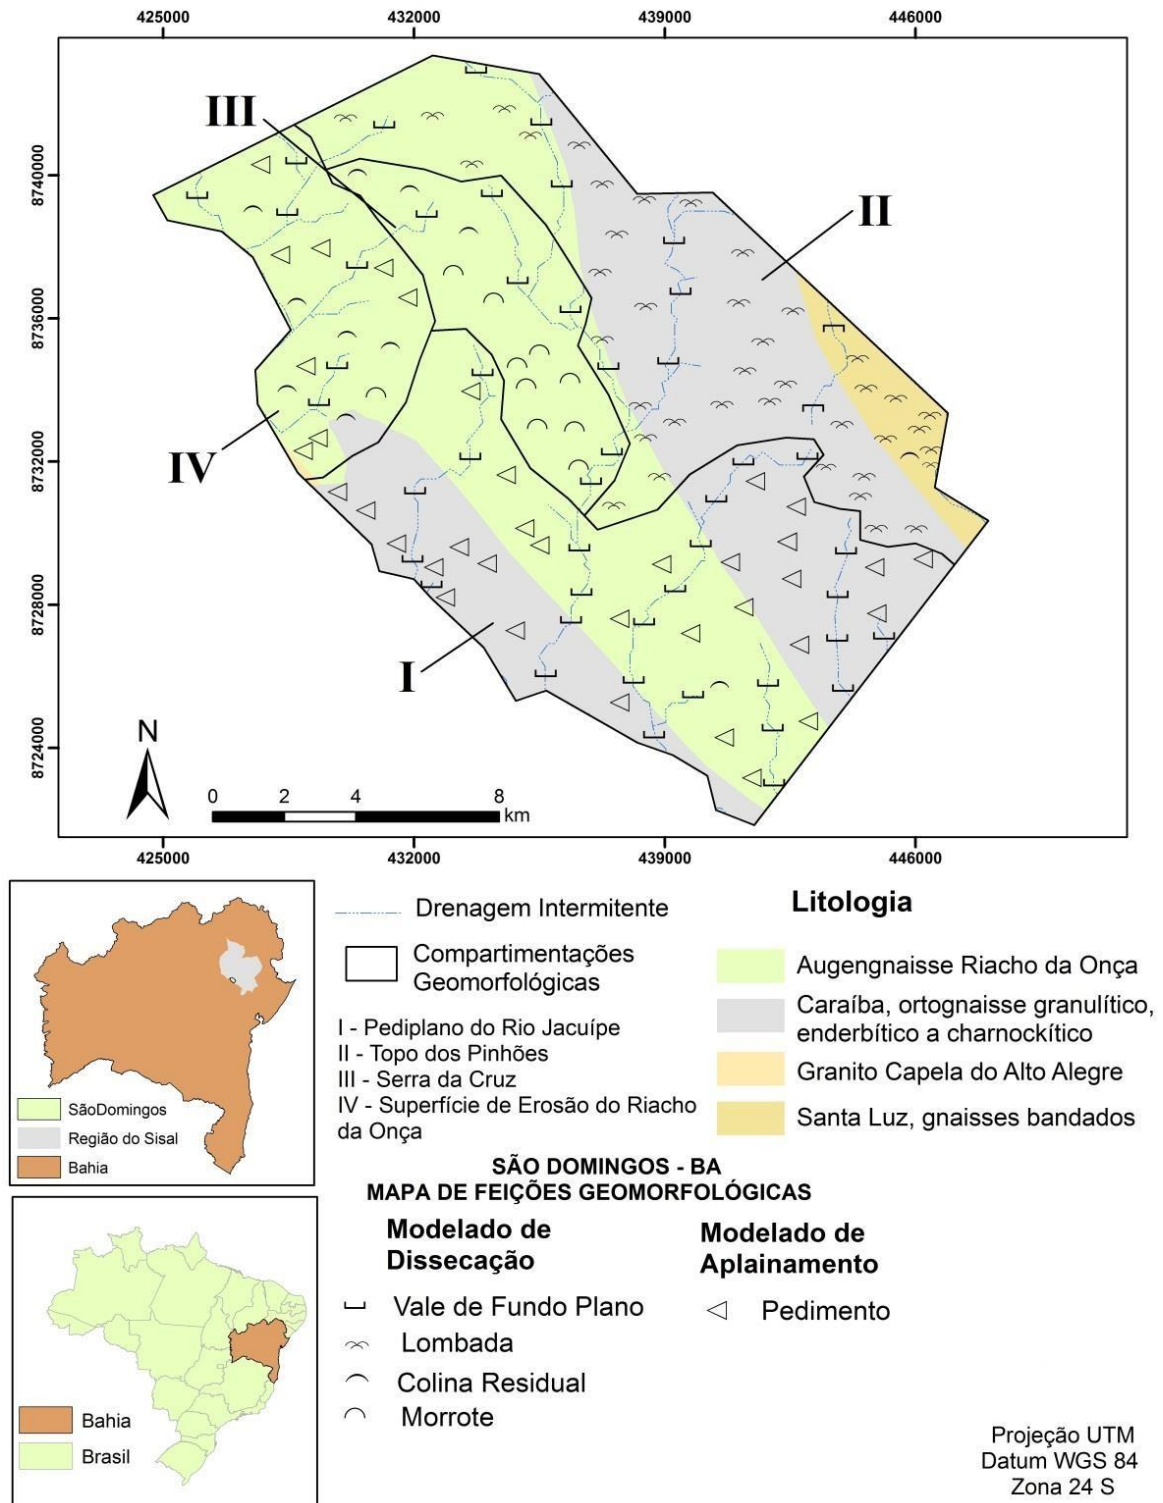 425000
432000
439000
446000
III
II
IV
I
8740000
8736000
8732000
8728000
8724000
N
0 2 4 8
km
425000
432000
439000
446000
SãoDomingos
Região do Sisal
Bahia
Bahia
Brasil
Drenagem Intermitente
Compartimentações
Geomorfológicas
I - Pediplano do Rio Jacuípe
II - Topo dos Pinhões
III - Serra da Cruz
IV - Superfície de Erosão do Riacho
da Onça
Litologia
Augengnaisse Riacho da Onça
Caraíba, ortognaisse granulítico,
enderbítico a charnockítico
Granito Capela do Alto Alegre
Santa Luz, gnaisses bandados
SÃO DOMINGOS - BA
MAPA DE FEIÇÕES GEOMORFOLÓGICAS
Modelado de
Dissecação
Vale de Fundo Plano
Lombada
Colina Residual
Morrote
Modelado de
Aplainamento
Pedimento
Projeção UTM
Datum WGS 84
Zona 24 S